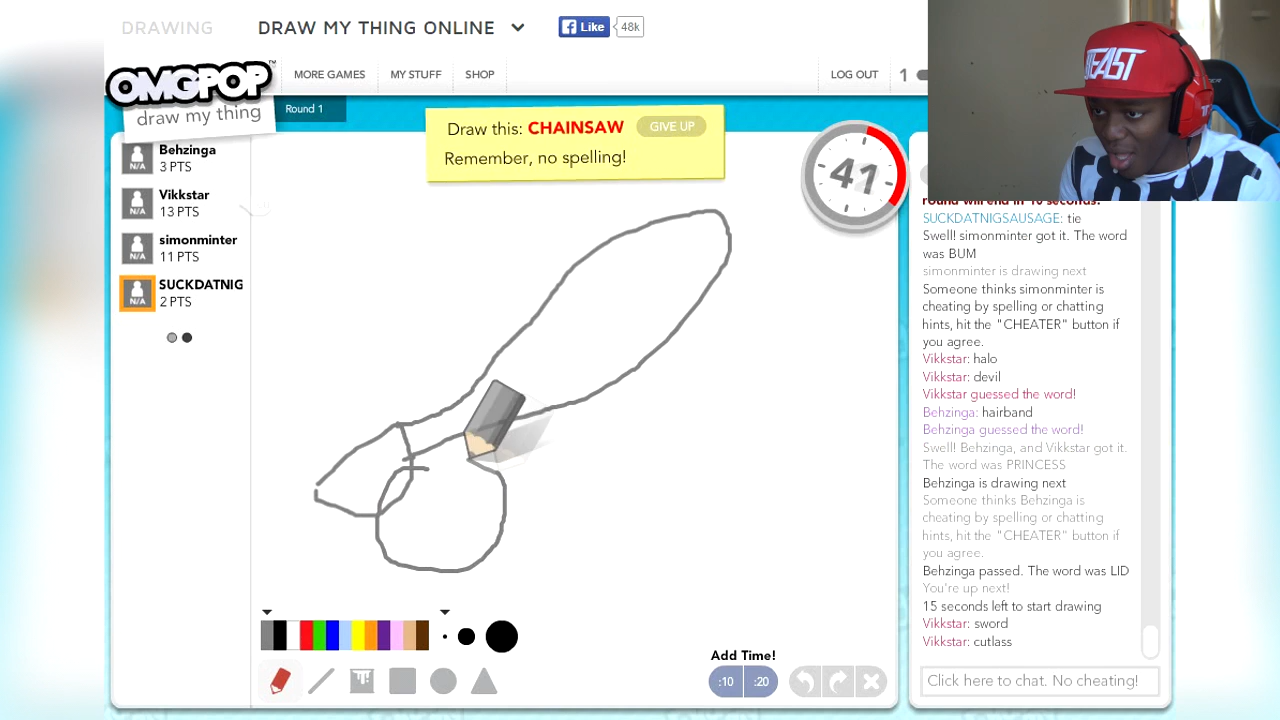 DRAWING
DRAW MY THING ONLINE
Like
48k
BEAST
OMGPOP
TM
draw my thing
MORE GAMES
MY STUFF
SHOP
LOG OUT
1
Round 1
Draw this: CHAINSAW
GIVE UP
Remember, no spelling!
41
N/A
Behzinga
3 PTS
N/A
Vikkstar
13 PTS
N/A
simonminter
11 PTS
N/A
SUCKDATNIG
2 PTS
round will end in 10 seconds!
SUCKDATNIGSAUSAGE: tie
Swell! simonminter got it. The word
was BUM
simonminter is drawing next
Someone thinks simonminter is
cheating by spelling or chatting
hints, hit the "CHEATER" button if
you agree.
Vikkstar: halo
Vikkstar: devil
Vikkstar guessed the word!
Behzinga: hairband
Behzinga guessed the word!
Swell! Behzinga, and Vikkstar got it.
The word was PRINCESS
Behzinga is drawing next
Someone thinks Behzinga is
cheating by spelling or chatting
hints, hit the "CHEATER" button if
you agree.
Behzinga passed. The word was LID
You're up next!
15 seconds left to start drawing
Vikkstar: sword
Vikkstar: cutlass
Add Time!
:10
:20
Click here to chat. No cheating!